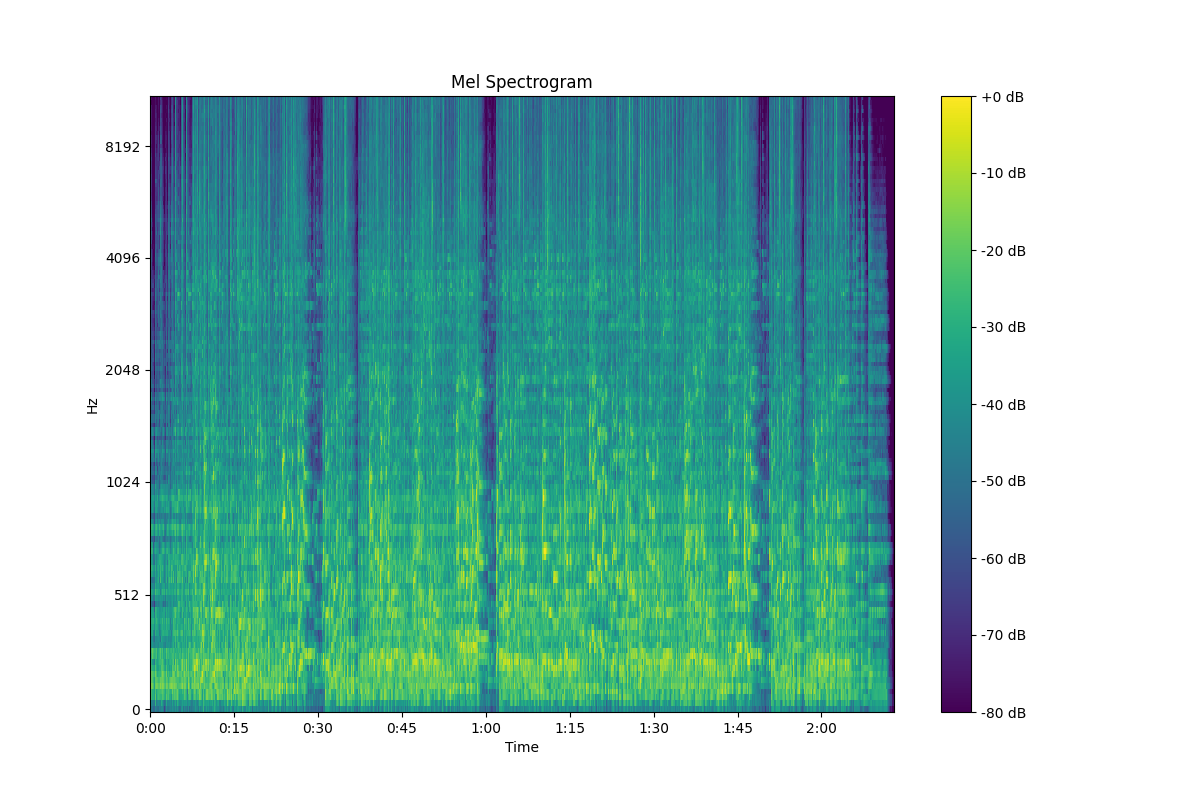 Mel Spectrogram
Hz
8192
4096
2048
1024
512
0
0:00 0:15 0:30 0:45 1:00 1:15 1:30 1:45 2:00
Time
+0 dB
-10 dB
-20 dB
-30 dB
-40 dB
-50 dB
-60 dB
-70 dB
-80 dB